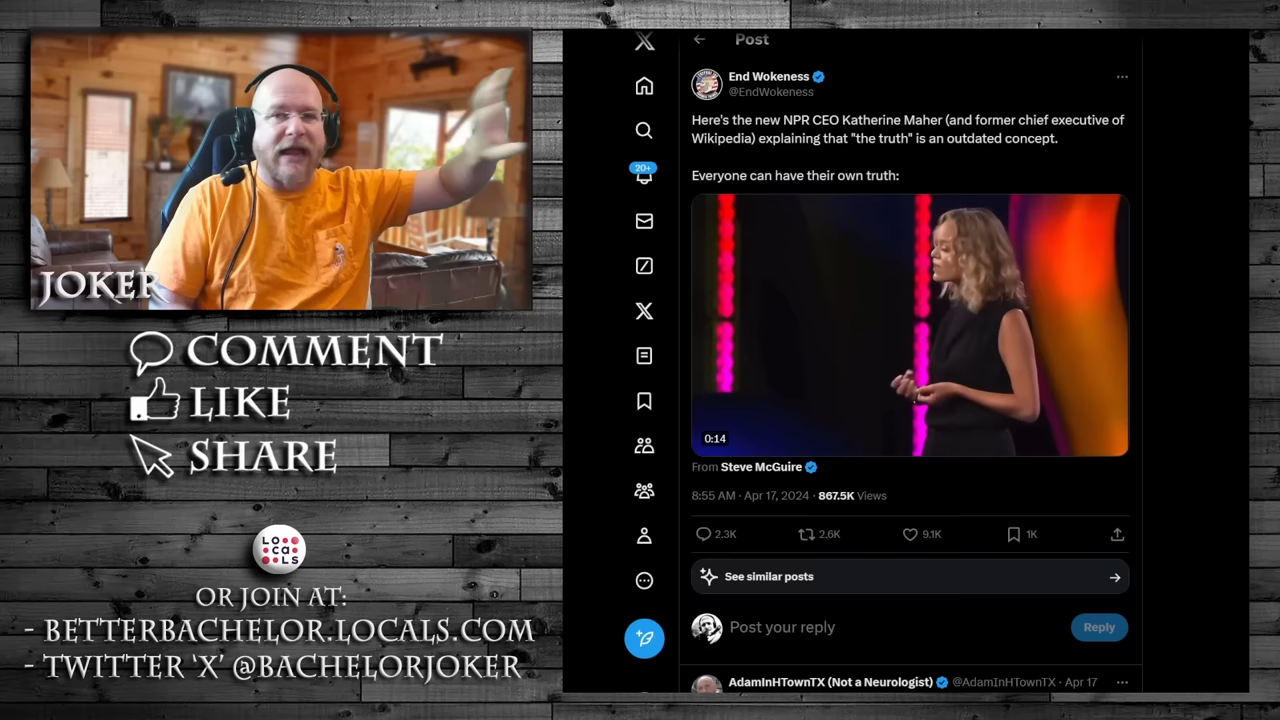 JOKER
COMMENT
LIKE
SHARE
LOCALS
OR JOIN AT:
- BETTERBACHELOR.LOCALS.COM
- TWITTER 'X' @BACHELORJOKER
Post
End Wokeness
@EndWokeness
Here's the new NPR CEO Katherine Maher (and former chief executive of
Wikipedia) explaining that "the truth" is an outdated concept.
Everyone can have their own truth:
0:14
From Steve McGuire
8:55 AM · Apr 17, 2024 · 867.5K Views
2.3K 2.6K 9.1K 1K
See similar posts
Post your reply
Reply
AdamInHTownTX (Not a Neurologist) @AdamInHTownTX · Apr 17
20+